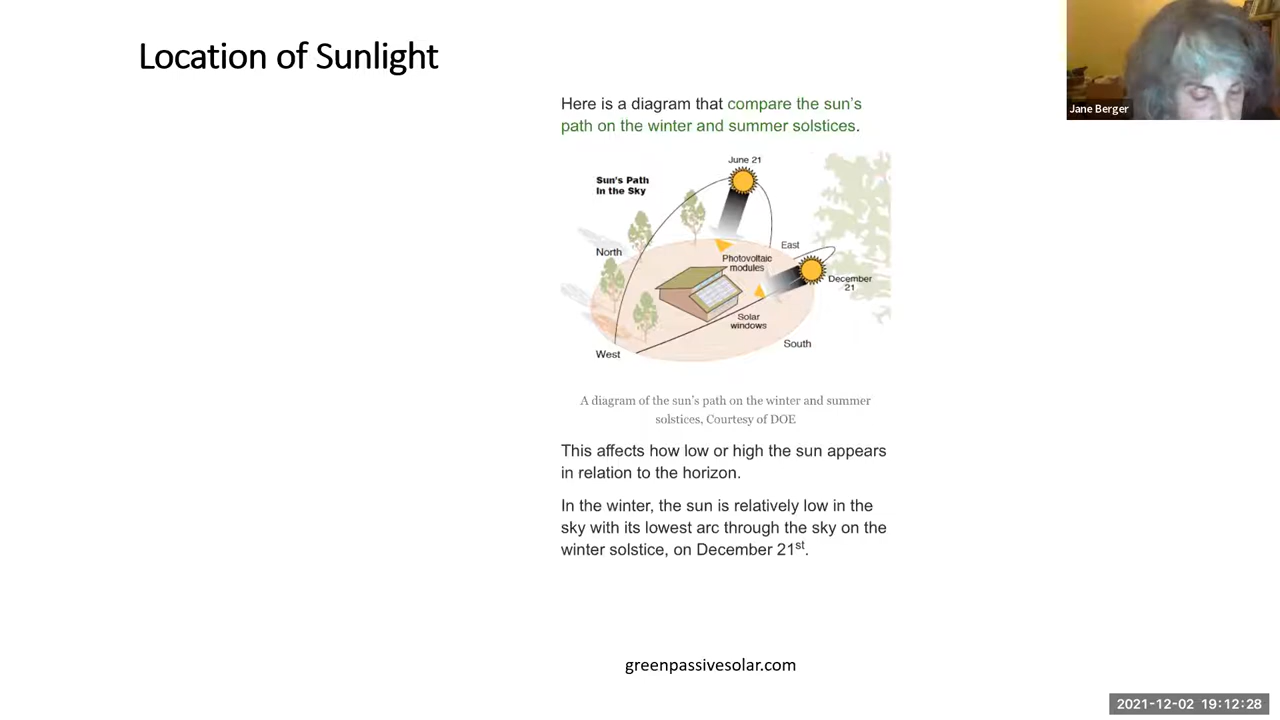 Location of Sunlight
Jane Berger
Here is a diagram that compare the sun's
path on the winter and summer solstices.
June 21
Sun's Path
In the Sky
North
East
Photovoltaic
modules
December
21
Solar
windows
South
West
A diagram of the sun's path on the winter and summer
solstices, Courtesy of DOE
This affects how low or high the sun appears
in relation to the horizon.
In the winter, the sun is relatively low in the
sky with its lowest arc through the sky on the
winter solstice, on December 21st.
greenpassivesolar.com
2021-12-02 19:12:28